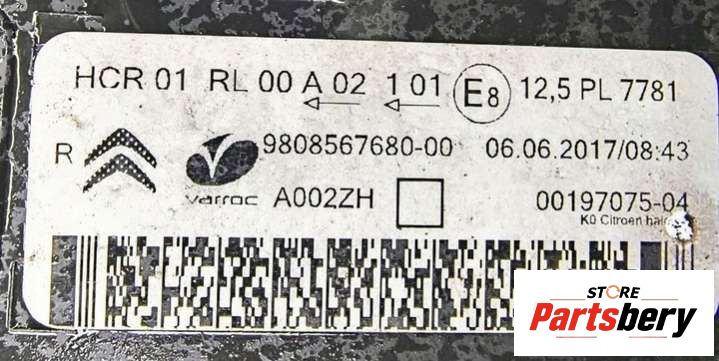 HCR 01 RL 00 A 02 1 01 E8 12,5 PL 7781
R 9808567680-00 06.06.2017/08:43
varroc A002ZH 00197075-04
K0 Citroen
STORE
Partsbery